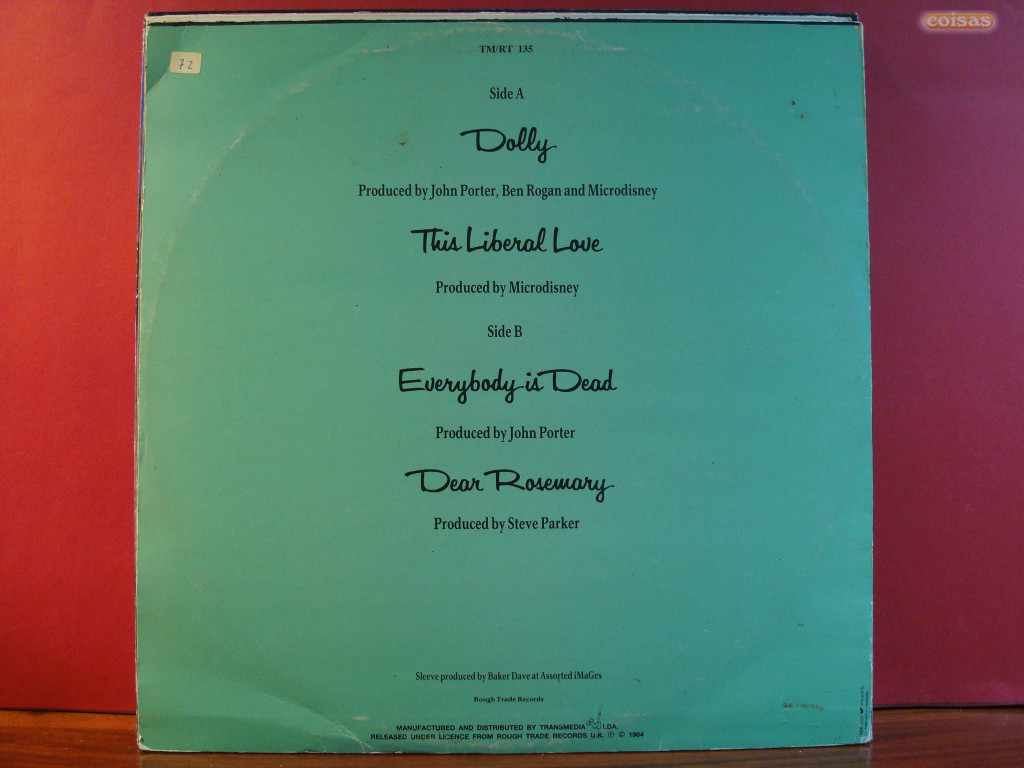 coisas
72
TM/RT 135
Side A
Dolly
Produced by John Porter, Ben Rogan and Microdisney
This Liberal Love
Produced by Microdisney
Side B
Everybody is Dead
Produced by John Porter
Dear Rosemary
Produced by Steve Parker
Sleeve produced by Baker Dave at Assorted iMaGes
Rough Trade Records
MANUFACTURED AND DISTRIBUTED BY TRANSMEDIA LDA.
RELEASED UNDER LICENCE FROM ROUGH TRADE RECORDS U.K. ℗ © 1984